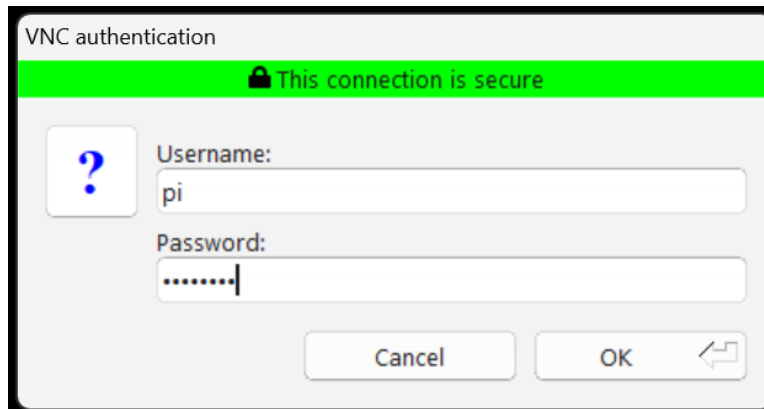 VNC authentication
This connection is secure
?
Username:
pi
Password:
••••••••
Cancel
OK